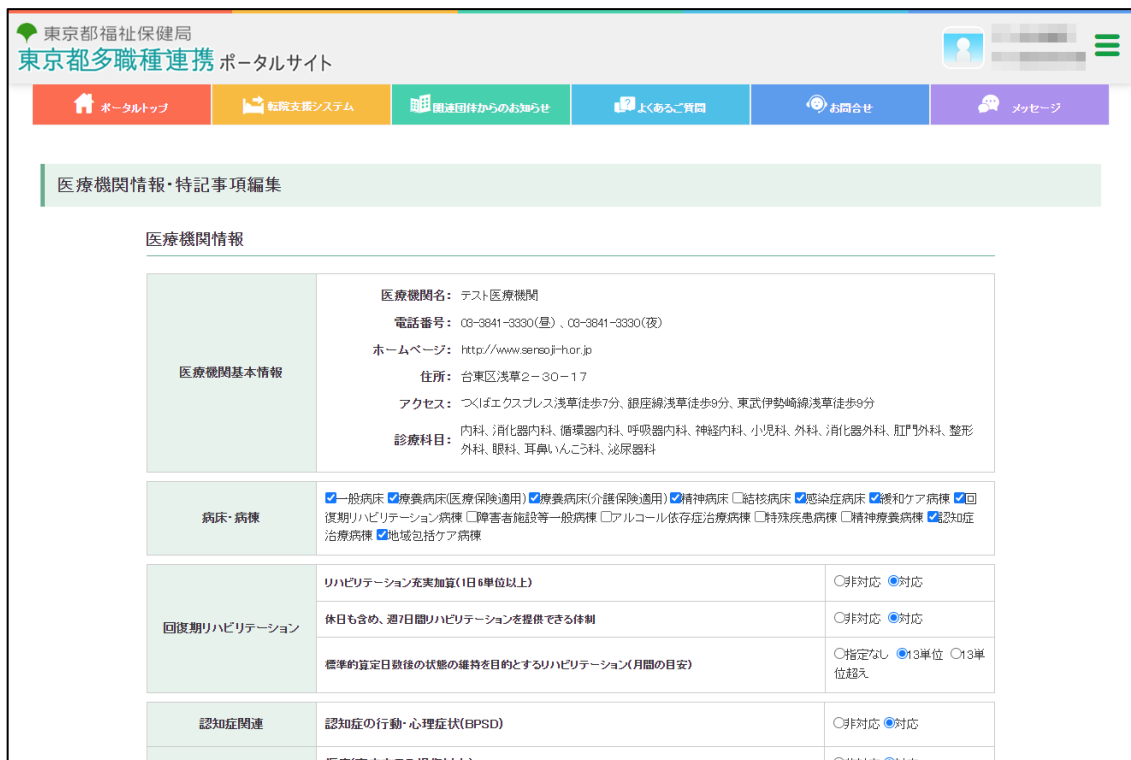 東京都福祉保健局
東京都多職種連携 ポータルサイト
ポータルトップ 転院支援システム 関連団体からのお知らせ よくあるご質問 お問合せ メッセージ
医療機関情報・特記事項編集
医療機関情報
医療機関基本情報
医療機関名： テスト医療機関
電話番号： 03-3841-3330(昼) 、03-3841-3330(夜)
ホームページ： http://www.sensoji-h.or.jp
住所： 台東区浅草2－30－17
アクセス： つくばエクスプレス浅草徒歩7分、銀座線浅草徒歩9分、東武伊勢崎線浅草徒歩9分
診療科目： 内科、消化器内科、循環器内科、呼吸器内科、神経内科、小児科、外科、消化器外科、肛門外科、整形
外科、眼科、耳鼻いんこう科、泌尿器科
病床・病棟
一般病床 療養病床(医療保険適用) 療養病床(介護保険適用) 精神病床 結核病床 感染症病床 緩和ケア病棟 回
復期リハビリテーション病棟 障害者施設等一般病棟 アルコール依存症治療病棟 特殊疾患病棟 精神療養病棟 認知症
治療病棟 地域包括ケア病棟
回復期リハビリテーション
リハビリテーション充実加算(1日6単位以上) 非対応 対応
休日も含め、週7日間リハビリテーションを提供できる体制 非対応 対応
標準的算定日数後の状態の維持を目的とするリハビリテーション(月間の目安) 指定なし 13単位 13単
位超え
認知症関連 認知症の行動・心理症状(BPSD) 非対応 対応